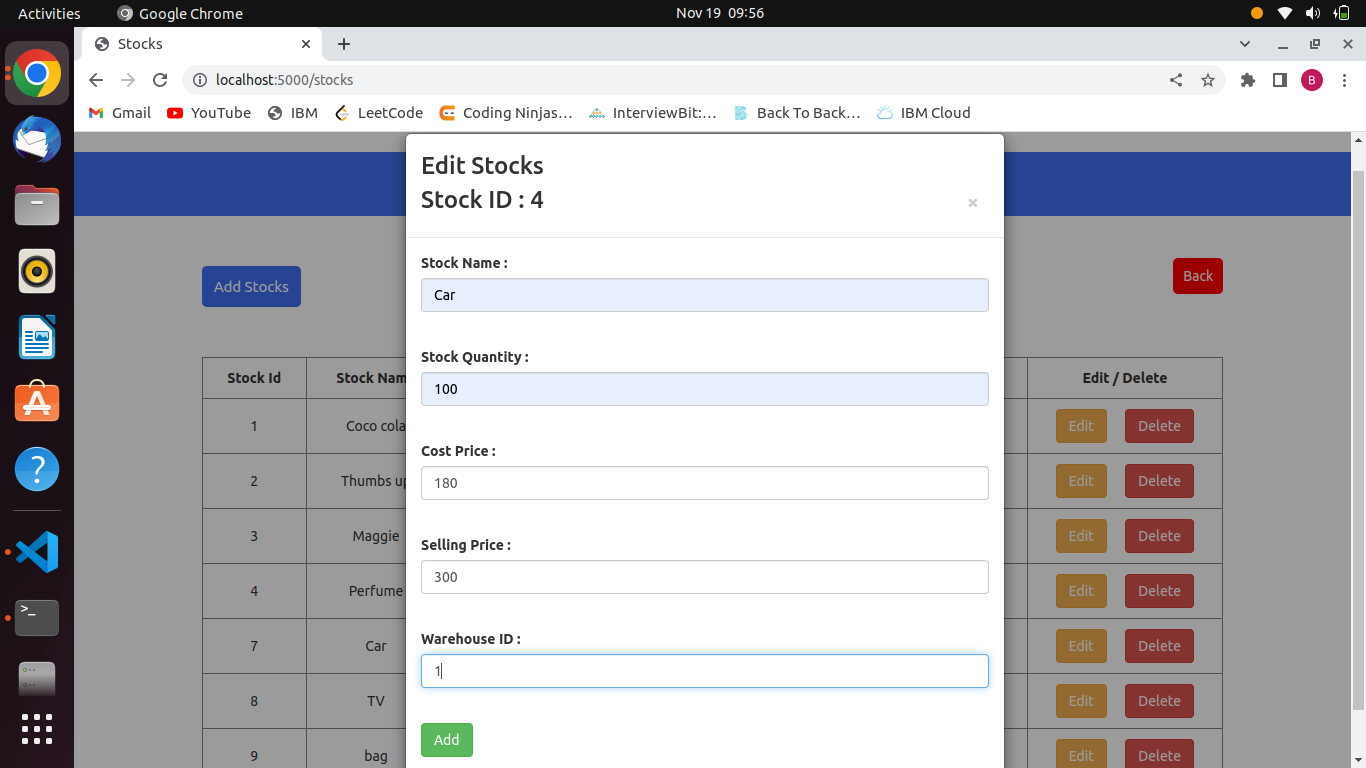 Activities Google Chrome Nov 19 09:56
Stocks
localhost:5000/stocks B
Gmail YouTube IBM LeetCode Coding Ninjas… InterviewBit:… Back To Back… IBM Cloud
Edit Stocks
Stock ID : 4 ×
Stock Name :
Car
Add Stocks Back
Stock Quantity :
100
Stock Id Stock Nam Edit / Delete
1 Coco cola Edit Delete
Cost Price :
180
2 Thumbs up Edit Delete
3 Maggie Edit Delete
Selling Price :
300
4 Perfume Edit Delete
Warehouse ID :
1
7 Car Edit Delete
8 TV Edit Delete
Add
9 bag Edit Delete